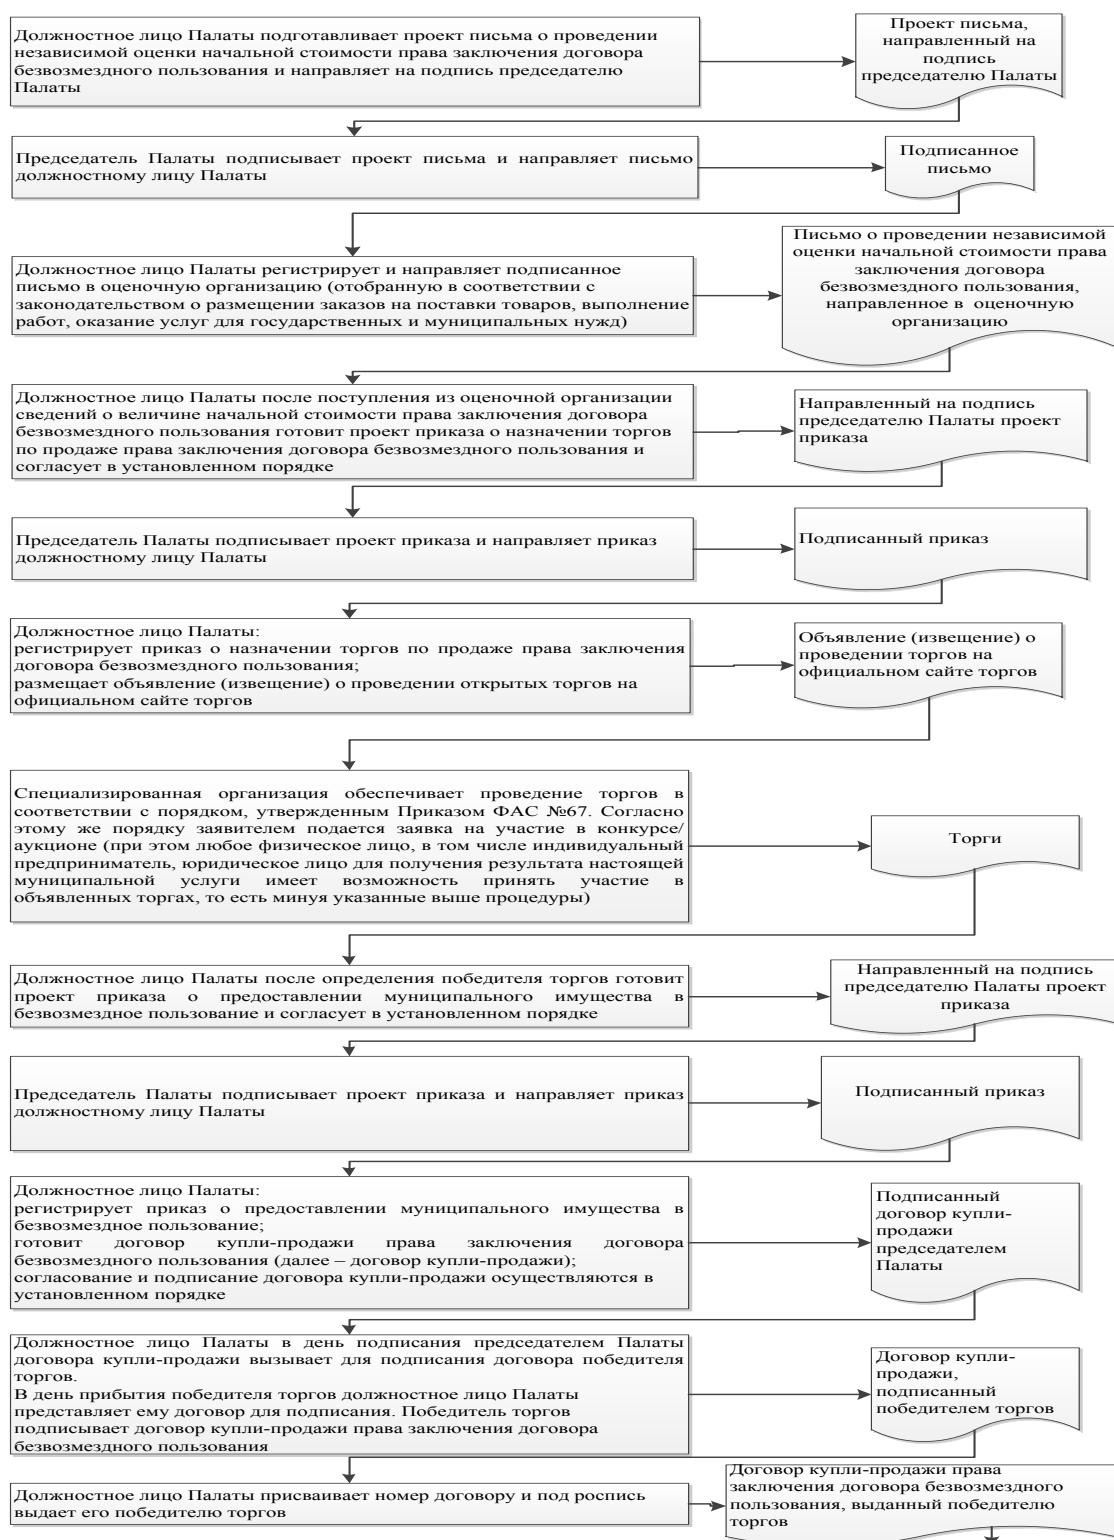 Должностное лицо Палаты подготавливает проект письма о проведении
независимой оценки начальной стоимости права заключения договора
безвозмездного пользования и направляет на подпись председателю
Палаты
Проект письма,
направленный на
подпись
председателю Палаты
Председатель Палаты подписывает проект письма и направляет письмо
должностному лицу Палаты
Подписанное
письмо
Должностное лицо Палаты регистрирует и направляет подписанное
письмо в оценочную организацию (отобранную в соответствии с
законодательством о размещении заказов на поставки товаров, выполнение
работ, оказание услуг для государственных и муниципальных нужд)
Письмо о проведении независимой
оценки начальной стоимости права
заключения договора
безвозмездного пользования,
направленное в оценочную
организацию
Должностное лицо Палаты после поступления из оценочной организации
сведений о величине начальной стоимости права заключения договора
безвозмездного пользования готовит проект приказа о назначении торгов
по продаже права заключения договора безвозмездного пользования и
согласует в установленном порядке
Направленный на подпись
председателю Палаты проект
приказа
Председатель Палаты подписывает проект приказа и направляет приказ
должностному лицу Палаты
Подписанный приказ
Должностное лицо Палаты:
регистрирует приказ о назначении торгов по продаже права заключения
договора безвозмездного пользования;
размещает объявление (извещение) о проведении открытых торгов на
официальном сайте торгов
Объявление (извещение) о
проведении торгов на
официальном сайте торгов
Специализированная организация обеспечивает проведение торгов в
соответствии с порядком, утвержденным Приказом ФАС №67. Согласно
этому же порядку заявителем подается заявка на участие в конкурсе/
аукционе (при этом любое физическое лицо, в том числе индивидуальный
предприниматель, юридическое лицо для получения результата настоящей
муниципальной услуги имеет возможность принять участие в
объявленных торгах, то есть минуя указанные выше процедуры)
Торги
Должностное лицо Палаты после определения победителя торгов готовит
проект приказа о предоставлении муниципального имущества в
безвозмездное пользование и согласует в установленном порядке
Направленный на подпись
председателю Палаты проект
приказа
Председатель Палаты подписывает проект приказа и направляет приказ
должностному лицу Палаты
Подписанный приказ
Должностное лицо Палаты:
регистрирует приказ о предоставлении муниципального имущества в
безвозмездное пользование;
готовит договор купли-продажи права заключения договора
безвозмездного пользования (далее – договор купли-продажи);
согласование и подписание договора купли-продажи осуществляются в
установленном порядке
Подписанный
договор купли-
продажи
председателем
Палаты
Должностное лицо Палаты в день подписания председателем Палаты
договора купли-продажи вызывает для подписания договора победителя
торгов.
В день прибытия победителя торгов должностное лицо Палаты
представляет ему договор для подписания. Победитель торгов
подписывает договор купли-продажи права заключения договора
безвозмездного пользования
Договор купли-
продажи,
подписанный
победителем торгов
Должностное лицо Палаты присваивает номер договору и под роспись
выдает его победителю торгов
Договор купли-продажи права
заключения договора безвозмездного
пользования, выданный победителю
торгов